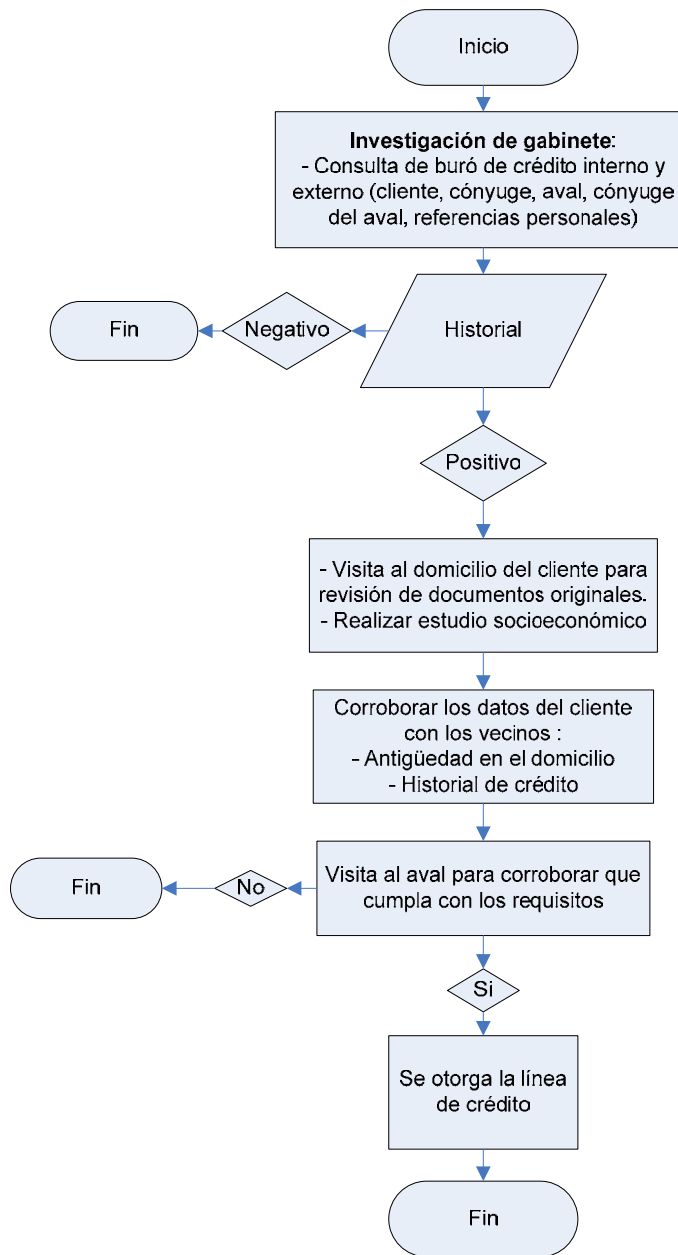 Inicio
Investigación de gabinete:
- Consulta de buró de crédito interno y
externo (cliente, cónyuge, aval, cónyuge
del aval, referencias personales)
Fin
Negativo
Historial
Positivo
- Visita al domicilio del cliente para
revisión de documentos originales.
- Realizar estudio socioeconómico
Corroborar los datos del cliente
con los vecinos :
- Antigüedad en el domicilio
- Historial de crédito
Fin
No
Visita al aval para corroborar que
cumpla con los requisitos
Si
Se otorga la línea
de crédito
Fin